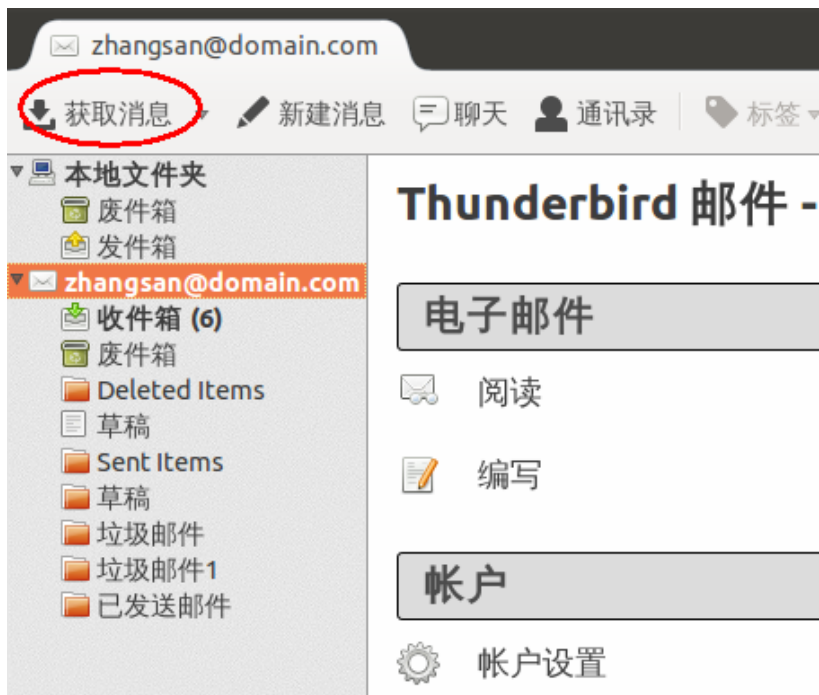 zhangsan@domain.com
获取消息 新建消息 聊天 通讯录 标签
本地文件夹
废件箱
发件箱
zhangsan@domain.com
收件箱 (6)
废件箱
Deleted Items
草稿
Sent Items
草稿
垃圾邮件
垃圾邮件1
已发送邮件
Thunderbird 邮件 -
电子邮件
阅读
编写
帐户
帐户设置